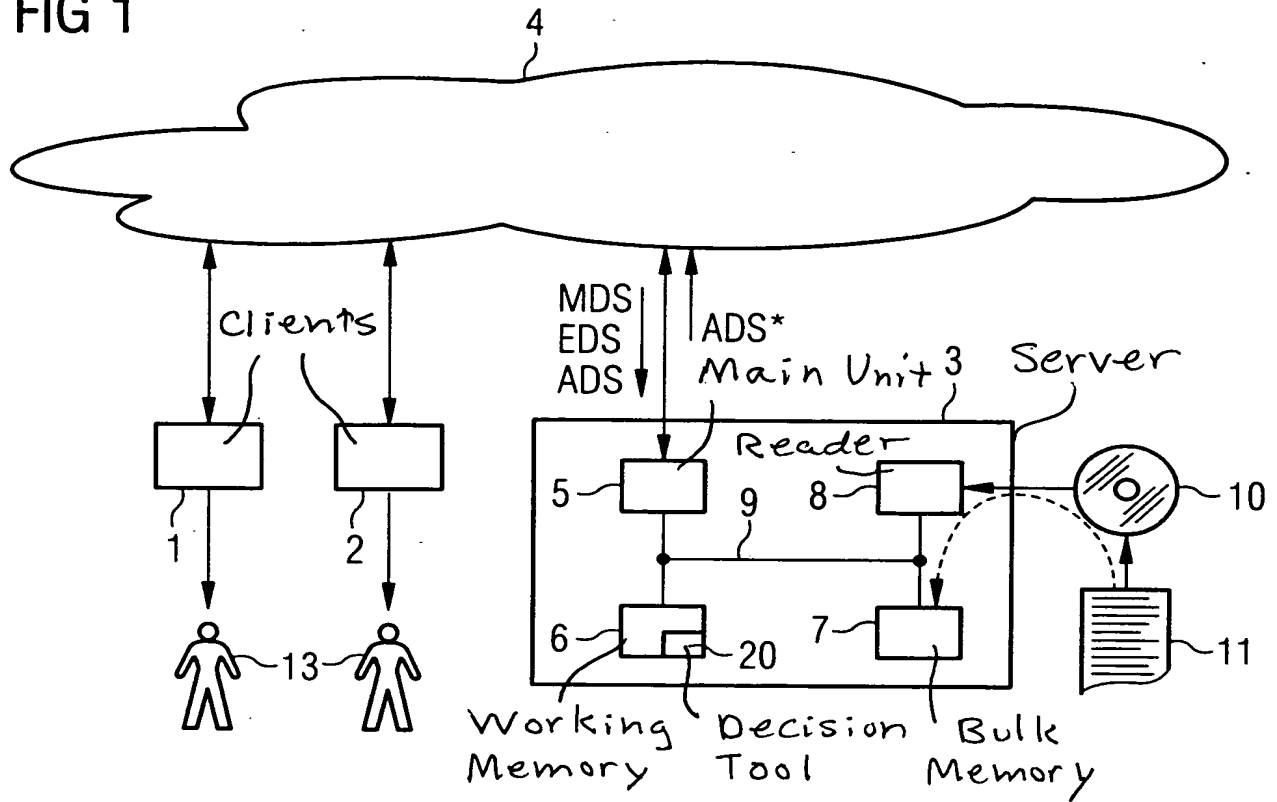 FIG 1
4
Clients
MDS
EDS
ADS
ADS*
Main Unit
3
Server
Reader
5
8
10
1
2
9
6
20
7
11
13
Working
Memory
Decision
Tool
Bulk
Memory